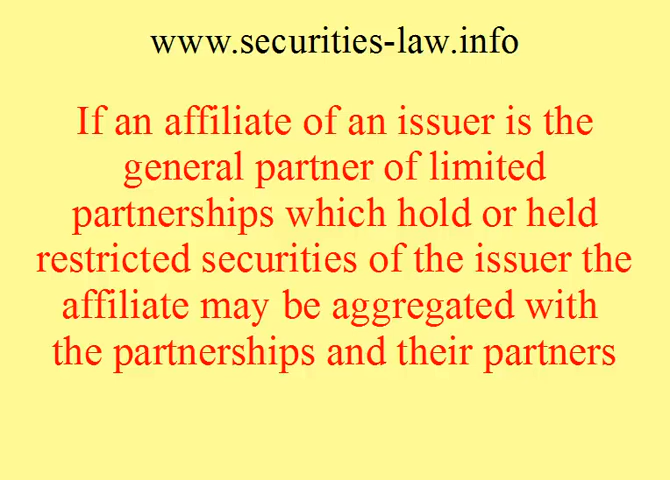 www.securities-law.info
If an affiliate of an issuer is the
general partner of limited
partnerships which hold or held
restricted securities of the issuer the
affiliate may be aggregated with
the partnerships and their partners